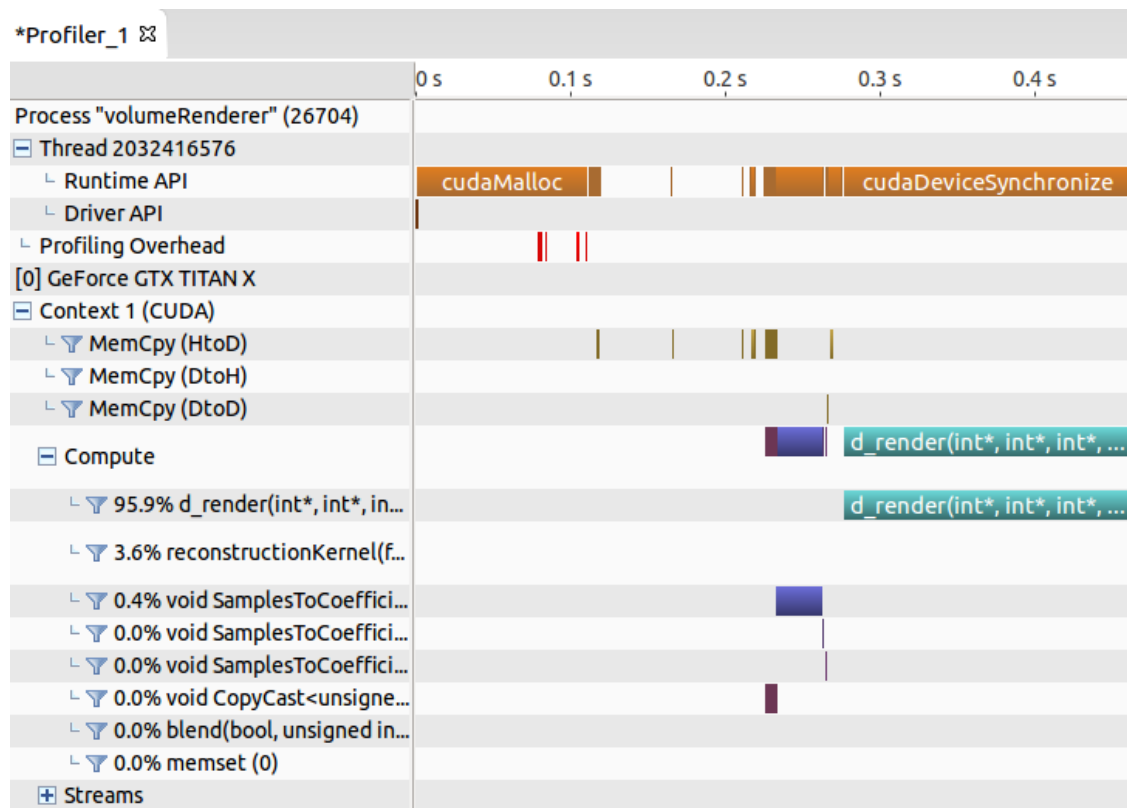 *Profiler_1
0 s 0.1 s 0.2 s 0.3 s 0.4 s
Process "volumeRenderer" (26704)
Thread 2032416576
Runtime API cudaMalloc cudaDeviceSynchronize
Driver API
Profiling Overhead
[0] GeForce GTX TITAN X
Context 1 (CUDA)
MemCpy (HtoD)
MemCpy (DtoH)
MemCpy (DtoD)
Compute d_render(int*, int*, int*, ...
95.9% d_render(int*, int*, in... d_render(int*, int*, int*, ...
3.6% reconstructionKernel(f...
0.4% void SamplesToCoeffici...
0.0% void SamplesToCoeffici...
0.0% void SamplesToCoeffici...
0.0% void CopyCast<unsigne...
0.0% blend(bool, unsigned in...
0.0% memset (0)
Streams